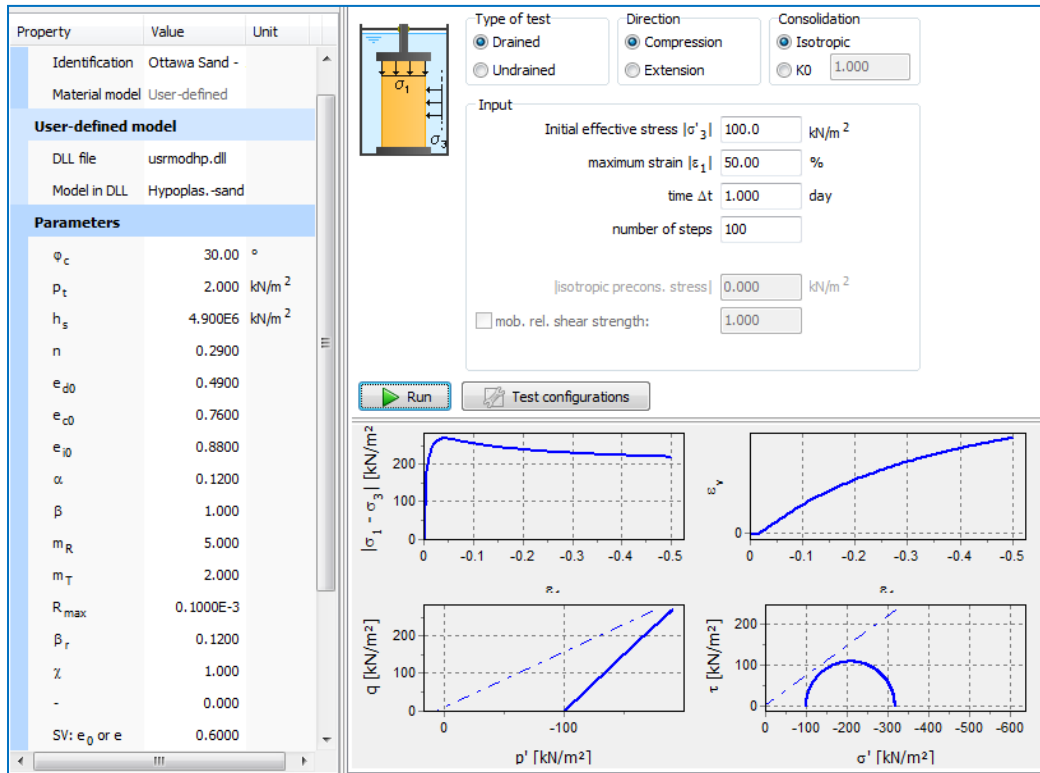 Property Value Unit
Identification Ottawa Sand -
Material model User-defined
User-defined model
DLL file usrmodhp.dll
Model in DLL Hypoplas.-sand
Parameters
φc 30.00 °
pt 2.000 kN/m²
hs 4.900E6 kN/m²
n 0.2900
ed0 0.4900
ec0 0.7600
ei0 0.8800
α 0.1200
β 1.000
mR 5.000
mT 2.000
Rmax 0.1000E-3
βr 0.1200
χ 1.000
- 0.000
SV: e0 or e 0.6000
σ1
σ3
Type of test
Drained
Undrained
Direction
Compression
Extension
Consolidation
Isotropic
K0 1.000
Input
Initial effective stress |σ'3| 100.0 kN/m²
maximum strain |ε1| 50.00 %
time Δt 1.000 day
number of steps 100
|isotropic precons. stress| 0.000 kN/m²
mob. rel. shear strength: 1.000
Run
Test configurations
|σ1 - σ3| [kN/m²
200
100
0
0 -0.1 -0.2 -0.3 -0.4 -0.5
εv
0
0 -0.1 -0.2 -0.3 -0.4 -0.5
q [kN/m²]
200
100
0
0 -100
p' [kN/m²]
τ [kN/m²]
200
100
0
0 -100 -200 -300 -400 -500 -600
σ' [kN/m²]